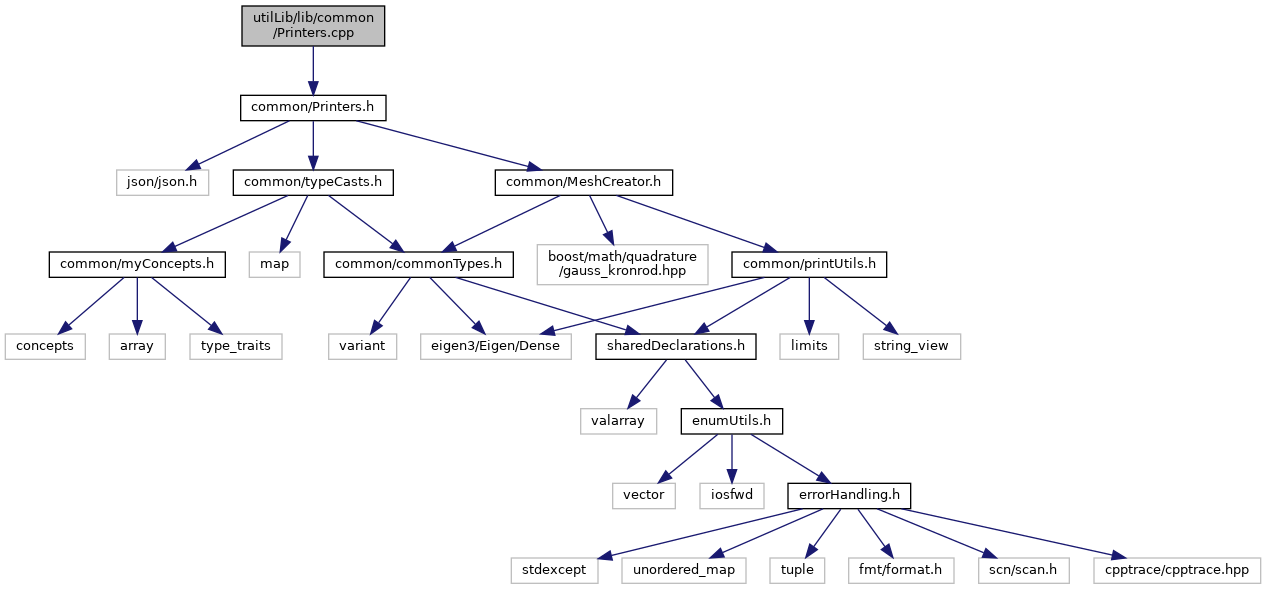 utilLib/lib/common
/Printers.cpp
common/Printers.h
json/json.h
common/typeCasts.h
common/MeshCreator.h
common/myConcepts.h
map
common/commonTypes.h
boost/math/quadrature
/gauss_kronrod.hpp
common/printUtils.h
concepts
array
type_traits
variant
eigen3/Eigen/Dense
sharedDeclarations.h
limits
string_view
valarray
enumUtils.h
vector
iosfwd
errorHandling.h
stdexcept
unordered_map
tuple
fmt/format.h
scn/scan.h
cpptrace/cpptrace.hpp